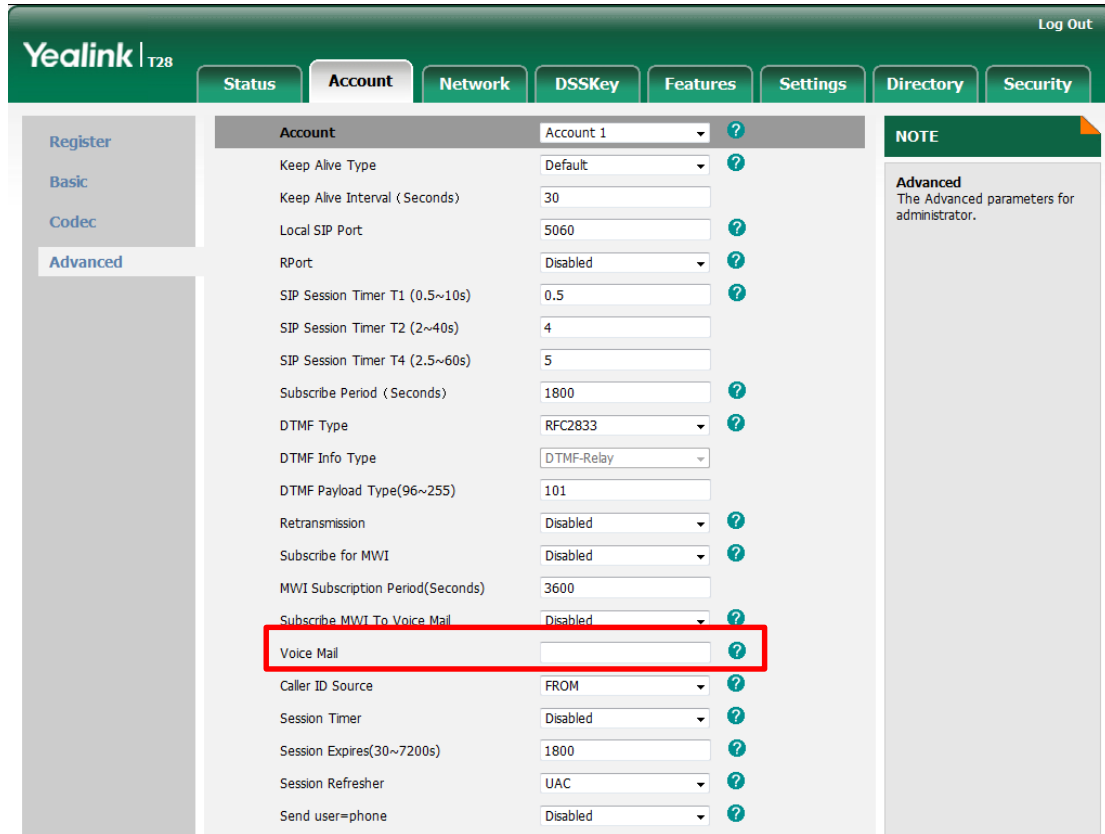 Log Out
Yealink | T28
Status Account Network DSSKey Features Settings Directory Security
Register
Basic
Codec
Advanced
Account Account 1 ?
Keep Alive Type Default ?
Keep Alive Interval (Seconds) 30
Local SIP Port 5060 ?
RPort Disabled ?
SIP Session Timer T1 (0.5~10s) 0.5 ?
SIP Session Timer T2 (2~40s) 4
SIP Session Timer T4 (2.5~60s) 5
Subscribe Period (Seconds) 1800 ?
DTMF Type RFC2833 ?
DTMF Info Type DTMF-Relay
DTMF Payload Type(96~255) 101
Retransmission Disabled ?
Subscribe for MWI Disabled ?
MWI Subscription Period(Seconds) 3600
Subscribe MWI To Voice Mail Disabled ?
Voice Mail ?
Caller ID Source FROM ?
Session Timer Disabled ?
Session Expires(30~7200s) 1800 ?
Session Refresher UAC ?
Send user=phone Disabled ?
NOTE
Advanced
The Advanced parameters for
administrator.